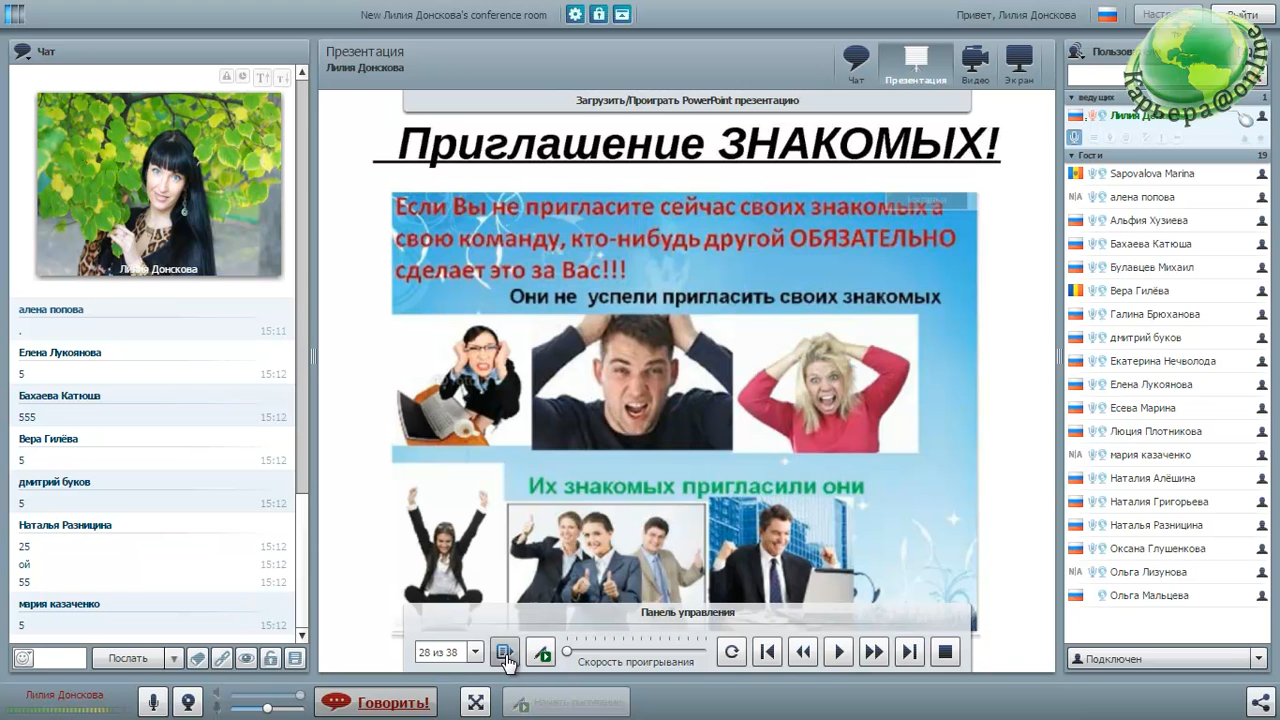 New Лилия Донскова's conference room
Привет, Лилия Донскова
Выйти
Карьера@online
Чат
Лилия Донскова
алена попова
. 15:11
Елена Лукоянова
5 15:12
Бахаева Катюша
555 15:12
Вера Гилёва
5 15:12
дмитрий буков
5 15:12
Наталья Разницина
25 15:12
ой 15:12
55 15:12
мария казаченко
5 15:12
Послать
Презентация
Лилия Донскова
Чат
Презентация
Видео
Экран
Загрузить/Проиграть PowerPoint презентацию
Приглашение ЗНАКОМЫХ!
Если Вы не пригласите сейчас своих знакомых а
свою команду, кто-нибудь другой ОБЯЗАТЕЛЬНО
сделает это за Вас!!!
Они не успели пригласить своих знакомых
Их знакомых пригласили они
Панель управления
28 из 38
Скорость проигрывания
ведущих 1
Гости 19
Sapovalova Marina
N/A алена попова
Альфия Хузиева
Бахаева Катюша
Булавцев Михаил
Вера Гилёва
Галина Брюханова
дмитрий буков
Екатерина Нечволода
Елена Лукоянова
Есева Марина
Люция Плотникова
N/A мария казаченко
Наталия Алёшина
Наталия Григорьева
Наталья Разницина
Оксана Глушенкова
N/A Ольга Лизунова
Ольга Мальцева
Подключен
Лилия Донскова
Говорить!